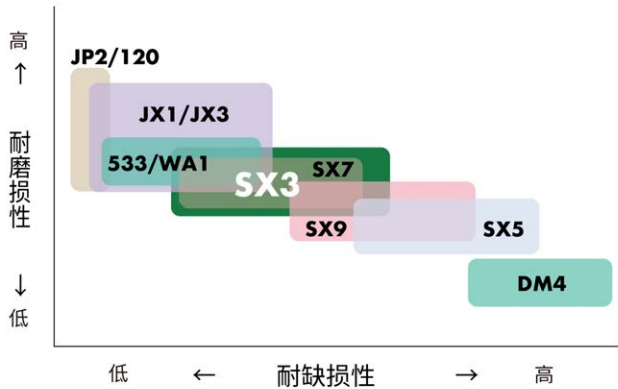 高
↑
耐磨损性
↓
低
JP2/120
JX1/JX3
533/WA1
SX7
SX3
SX9
SX5
DM4
低 ← 耐缺损性 → 高